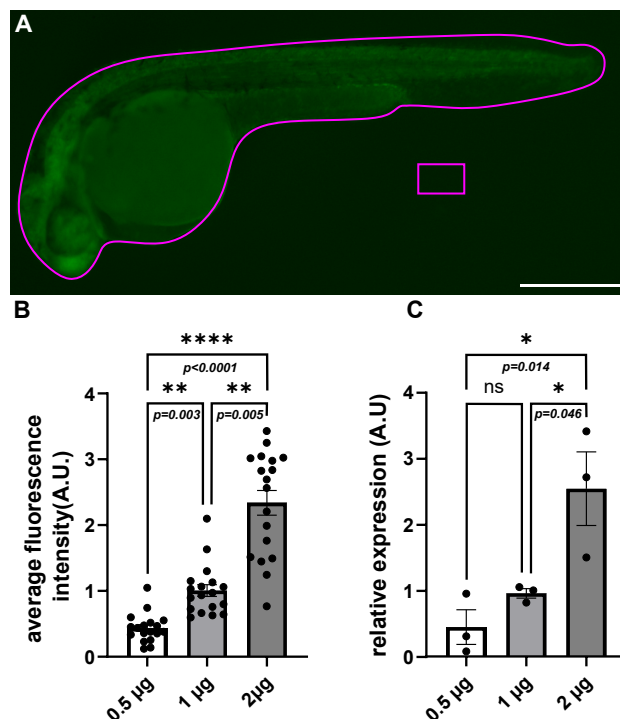 A
B
C
****
p<0.0001
**
**
p=0.003
p=0.005
4
3
2
1
0
average fluorescence
intensity(A.U.)
0.5 µg
1 µg
2µg
*
p=0.014
ns
*
p=0.046
4
3
2
1
0
relative expression (A.U)
0.5 µg
1 µg
2 µg